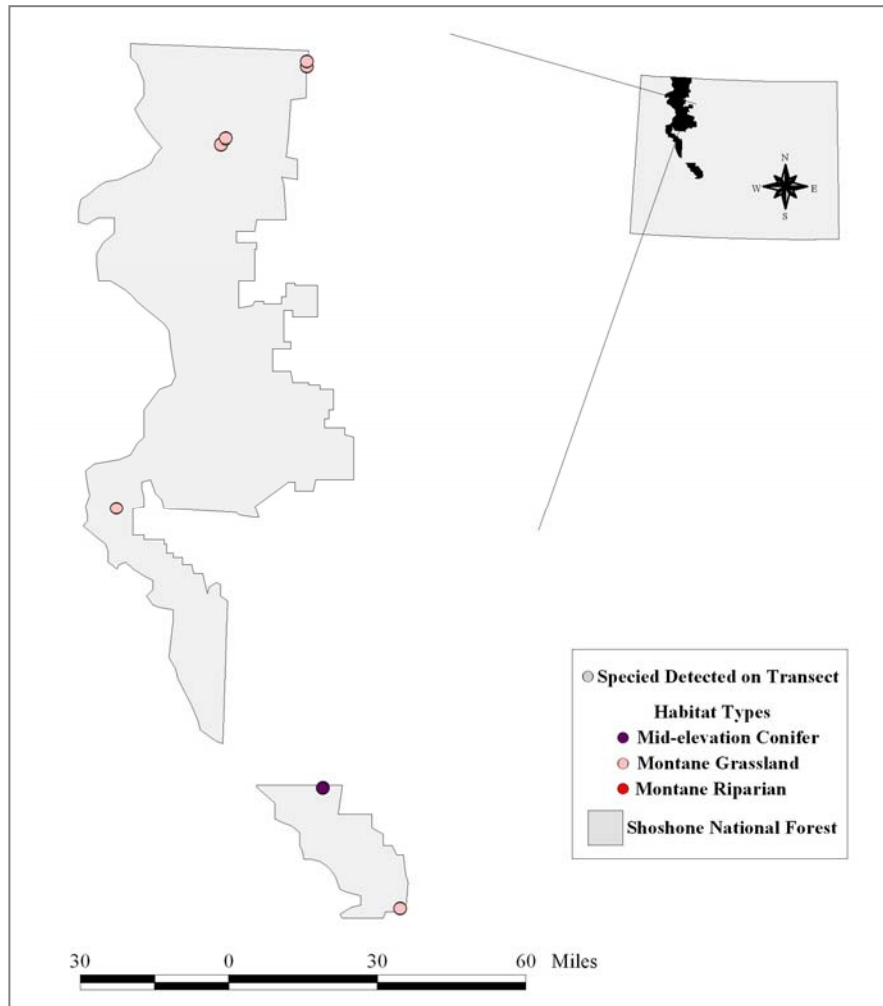 N
W E
S
Specied Detected on Transect
Habitat Types
Mid-elevation Conifer
Montane Grassland
Montane Riparian
Shoshone National Forest
30 0 30 60 Miles